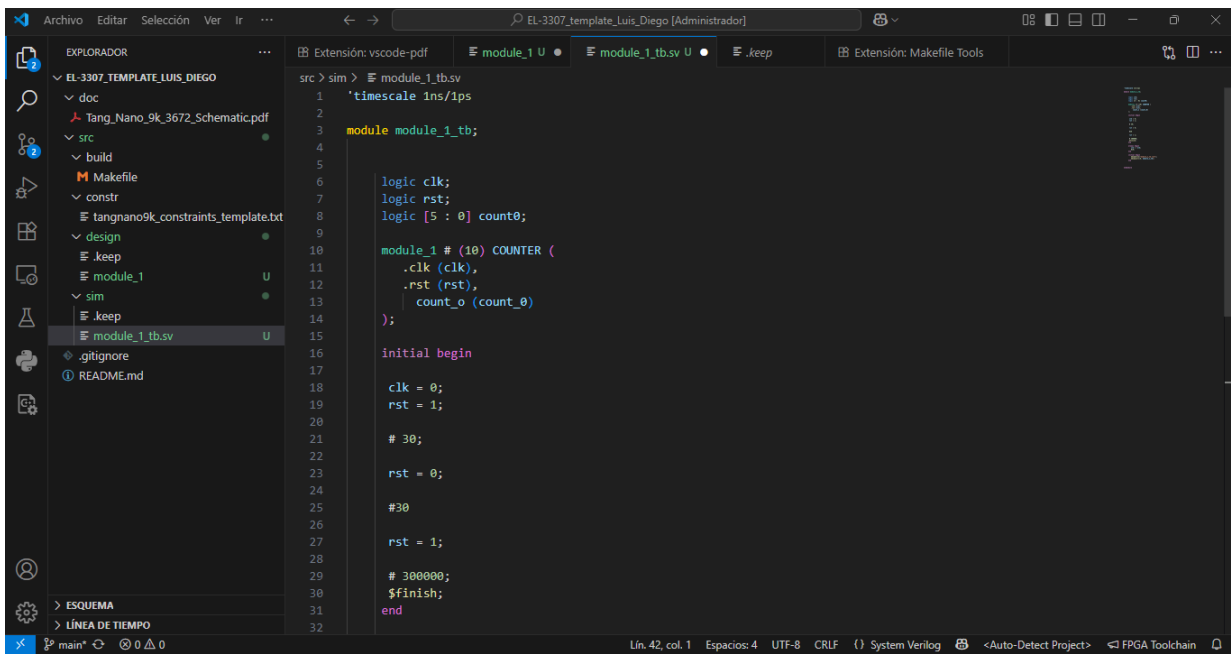 Archivo Editar Selección Ver Ir ··· EL-3307_template_Luis_Diego [Administrador]
EXPLORADOR ···
EL-3307_TEMPLATE_LUIS_DIEGO
doc
Tang_Nano_9k_3672_Schematic.pdf
src
build
Makefile
constr
tangnano9k_constraints_template.txt
design
.keep
module_1 U
sim
.keep
module_1_tb.sv U
.gitignore
README.md
ESQUEMA
LÍNEA DE TIEMPO
2
2
Extensión: vscode-pdf module_1 U module_1_tb.sv U .keep Extensión: Makefile Tools
src > sim > module_1_tb.sv
1 'timescale 1ns/1ps
2
3 module module_1_tb;
4
5
6 logic clk;
7 logic rst;
8 logic [5 : 0] count0;
9
10 module_1 # (10) COUNTER (
11 .clk (clk),
12 .rst (rst),
13 count_o (count_0)
14 );
15
16 initial begin
17
18 clk = 0;
19 rst = 1;
20
21 # 30;
22
23 rst = 0;
24
25 #30
26
27 rst = 1;
28
29 # 300000;
30 $finish;
31 end
32
main* 0 0 Lín. 42, col. 1 Espacios: 4 UTF-8 CRLF {} System Verilog <Auto-Detect Project> FPGA Toolchain